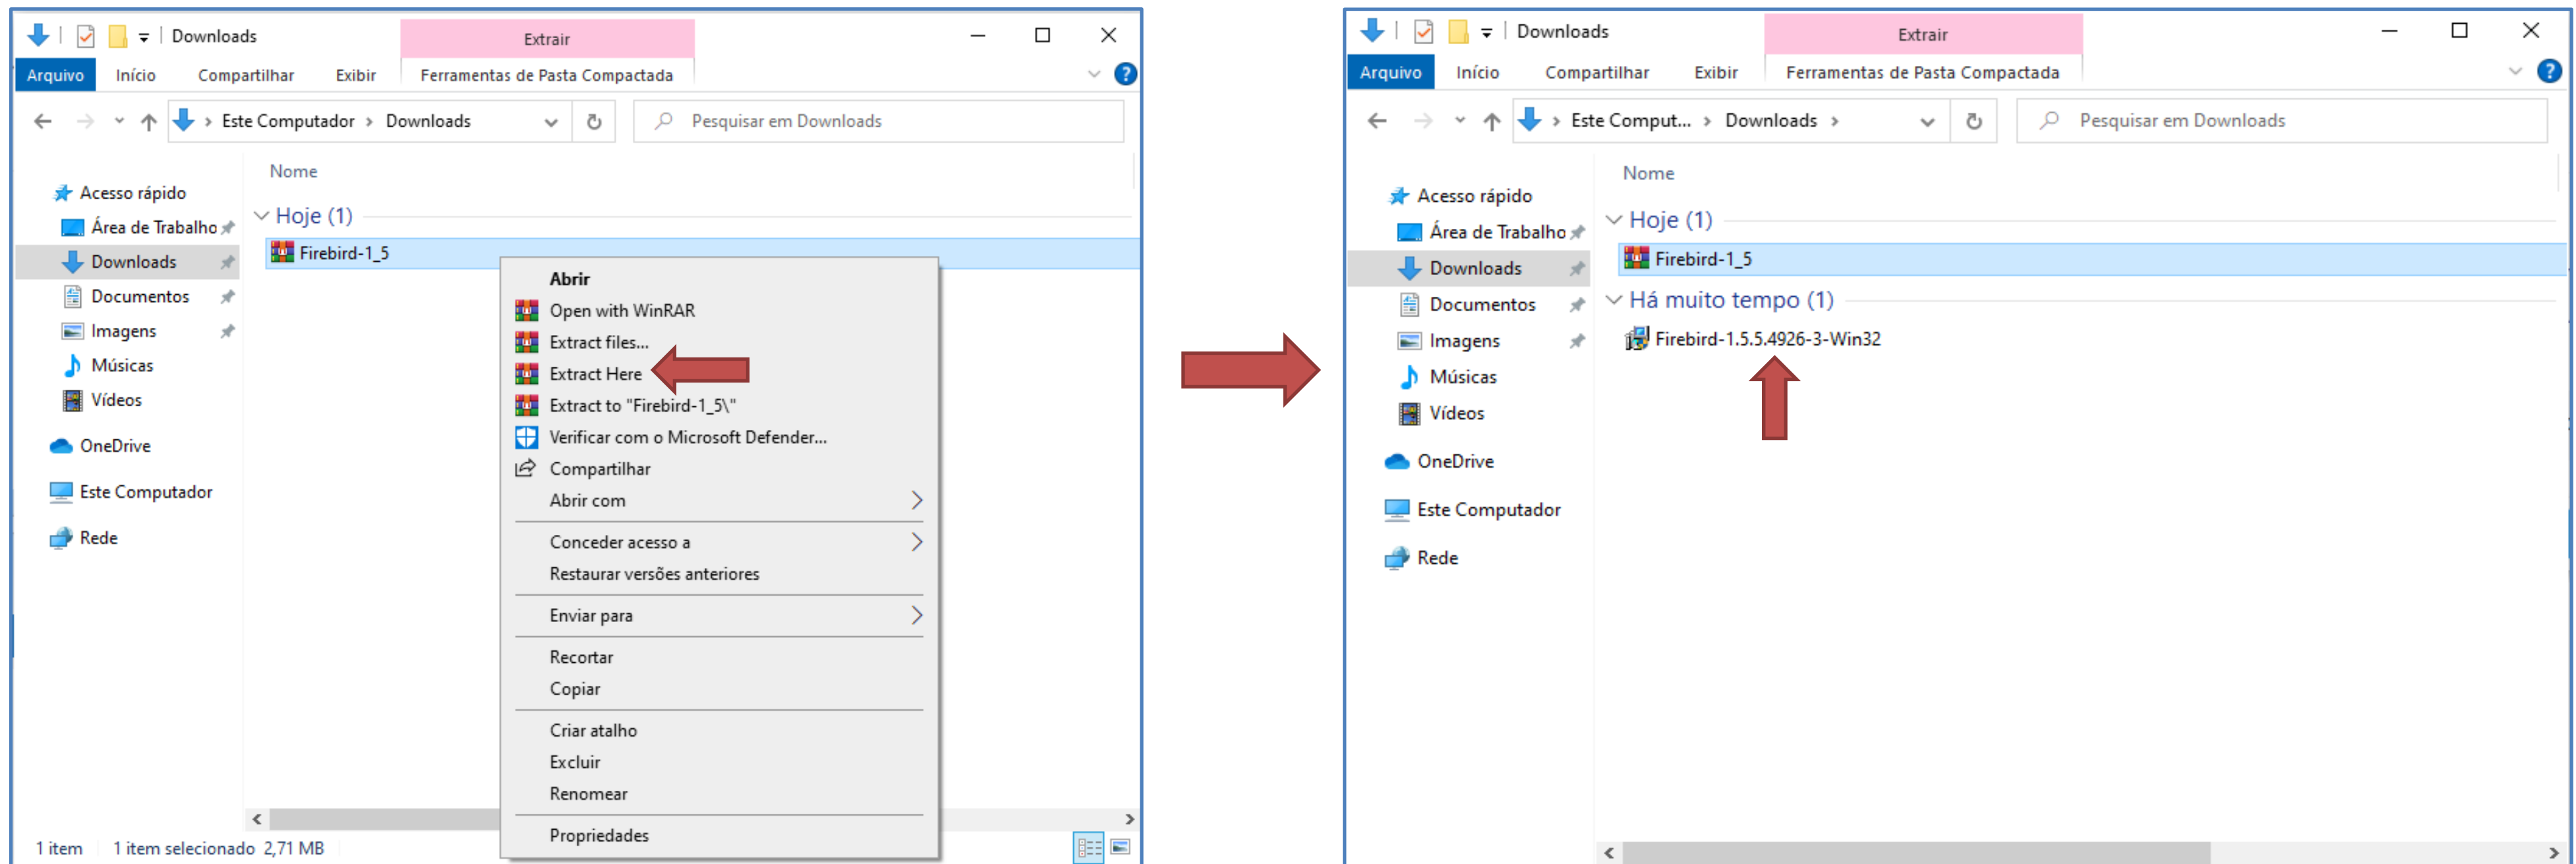 Downloads
Extrair
Arquivo Início Compartilhar Exibir Ferramentas de Pasta Compactada
Este Computador > Downloads
Pesquisar em Downloads
Nome
Acesso rápido
Hoje (1)
Área de Trabalho
Firebird-1_5
Downloads
Documentos
Imagens
Músicas
Vídeos
OneDrive
Este Computador
Rede
Abrir
Open with WinRAR
Extract files...
Extract Here
Extract to "Firebird-1_5\"
Verificar com o Microsoft Defender...
Compartilhar
Abrir com
Conceder acesso a
Restaurar versões anteriores
Enviar para
Recortar
Copiar
Criar atalho
Excluir
Renomear
Propriedades
1 item 1 item selecionado 2,71 MB
Downloads
Extrair
Arquivo Início Compartilhar Exibir Ferramentas de Pasta Compactada
Este Comput... > Downloads >
Pesquisar em Downloads
Nome
Acesso rápido
Hoje (1)
Área de Trabalho
Firebird-1_5
Downloads
Há muito tempo (1)
Documentos
Firebird-1.5.5.4926-3-Win32
Imagens
Músicas
Vídeos
OneDrive
Este Computador
Rede